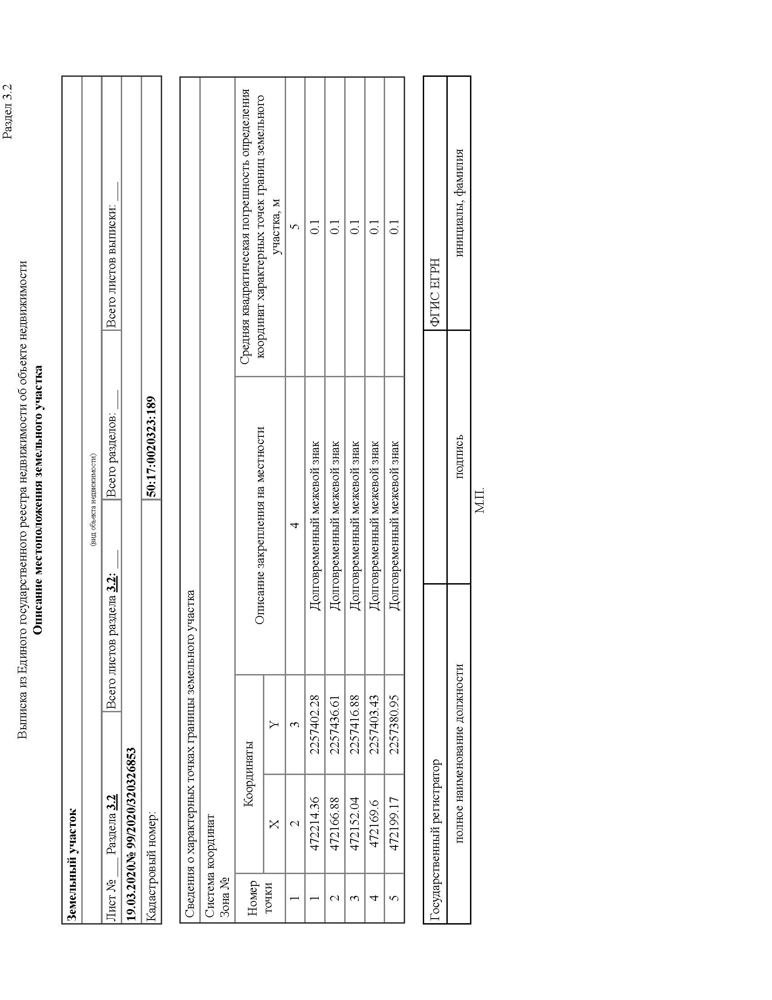 Раздел 3.2
Выписка из Единого государственного реестра недвижимости об объекте недвижимости
Описание местоположения земельного участка
Земельный участок
(вид объекта недвижимости)
Лист № ___ Раздела 3.2 Всего листов раздела 3.2: ___ Всего разделов: ___ Всего листов выписки: ___
19.03.2020№ 99/2020/320326853
Кадастровый номер: 50:17:0020323:189
Сведения о характерных точках границы земельного участка
Система координат
Зона №
Номер точки Координаты Описание закрепления на местности Средняя квадратическая погрешность определения координат характерных точек границ земельного участка, м
X Y
1 2 3 4 5
1 472214.36 2257402.28 Долговременный межевой знак 0.1
2 472166.88 2257436.61 Долговременный межевой знак 0.1
3 472152.04 2257416.88 Долговременный межевой знак 0.1
4 472169.6 2257403.43 Долговременный межевой знак 0.1
5 472199.17 2257380.95 Долговременный межевой знак 0.1
Государственный регистратор ФГИС ЕГРН
полное наименование должности подпись инициалы, фамилия
М.П.